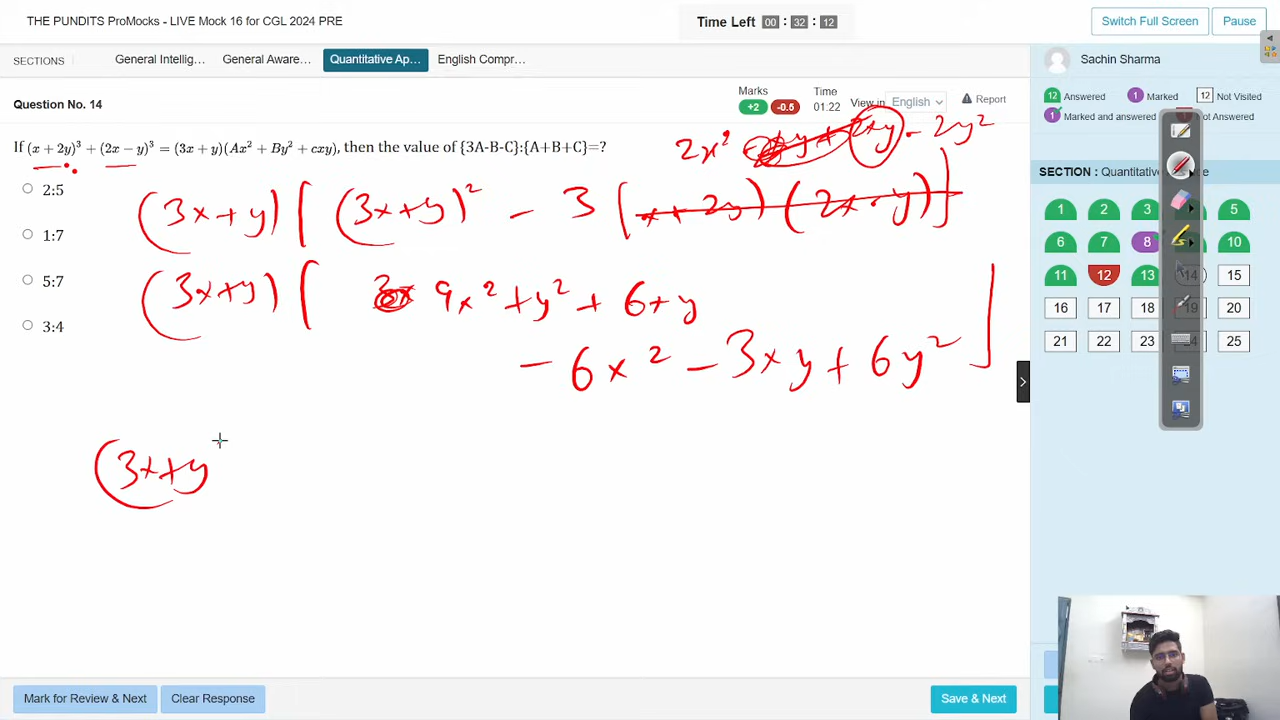 THE PUNDITS ProMocks - LIVE Mock 16 for CGL 2024 PRE
Time Left 00 : 32 : 12
Switch Full Screen
Pause
SECTIONS
General Intellig...
General Aware...
Quantitative Ap...
English Compr...
Sachin Sharma
Question No. 14
Marks
+2 -0.5
Time
01:22
View in English
Report
12 Answered
1 Marked
12 Not Visited
1 Marked and answered
Not Answered
If (x + 2y)³ + (2x − y)³ = (3x + y)(Ax² + By² + cxy), then the value of {3A-B-C}:{A+B+C}=?
2:5
1:7
5:7
3:4
2x² - 2y²
(3x+y) [ (3x+y)² - 3 [x+2y) (2x-y)]
(3x+y) [ 9x² + y² + 6+y
- 6x² - 3xy + 6y² ]
(3x+y
SECTION : Quantitative
1 2 3 5
6 7 8 10
11 12 13 14 15
16 17 18 19 20
21 22 23 25
Mark for Review & Next
Clear Response
Save & Next